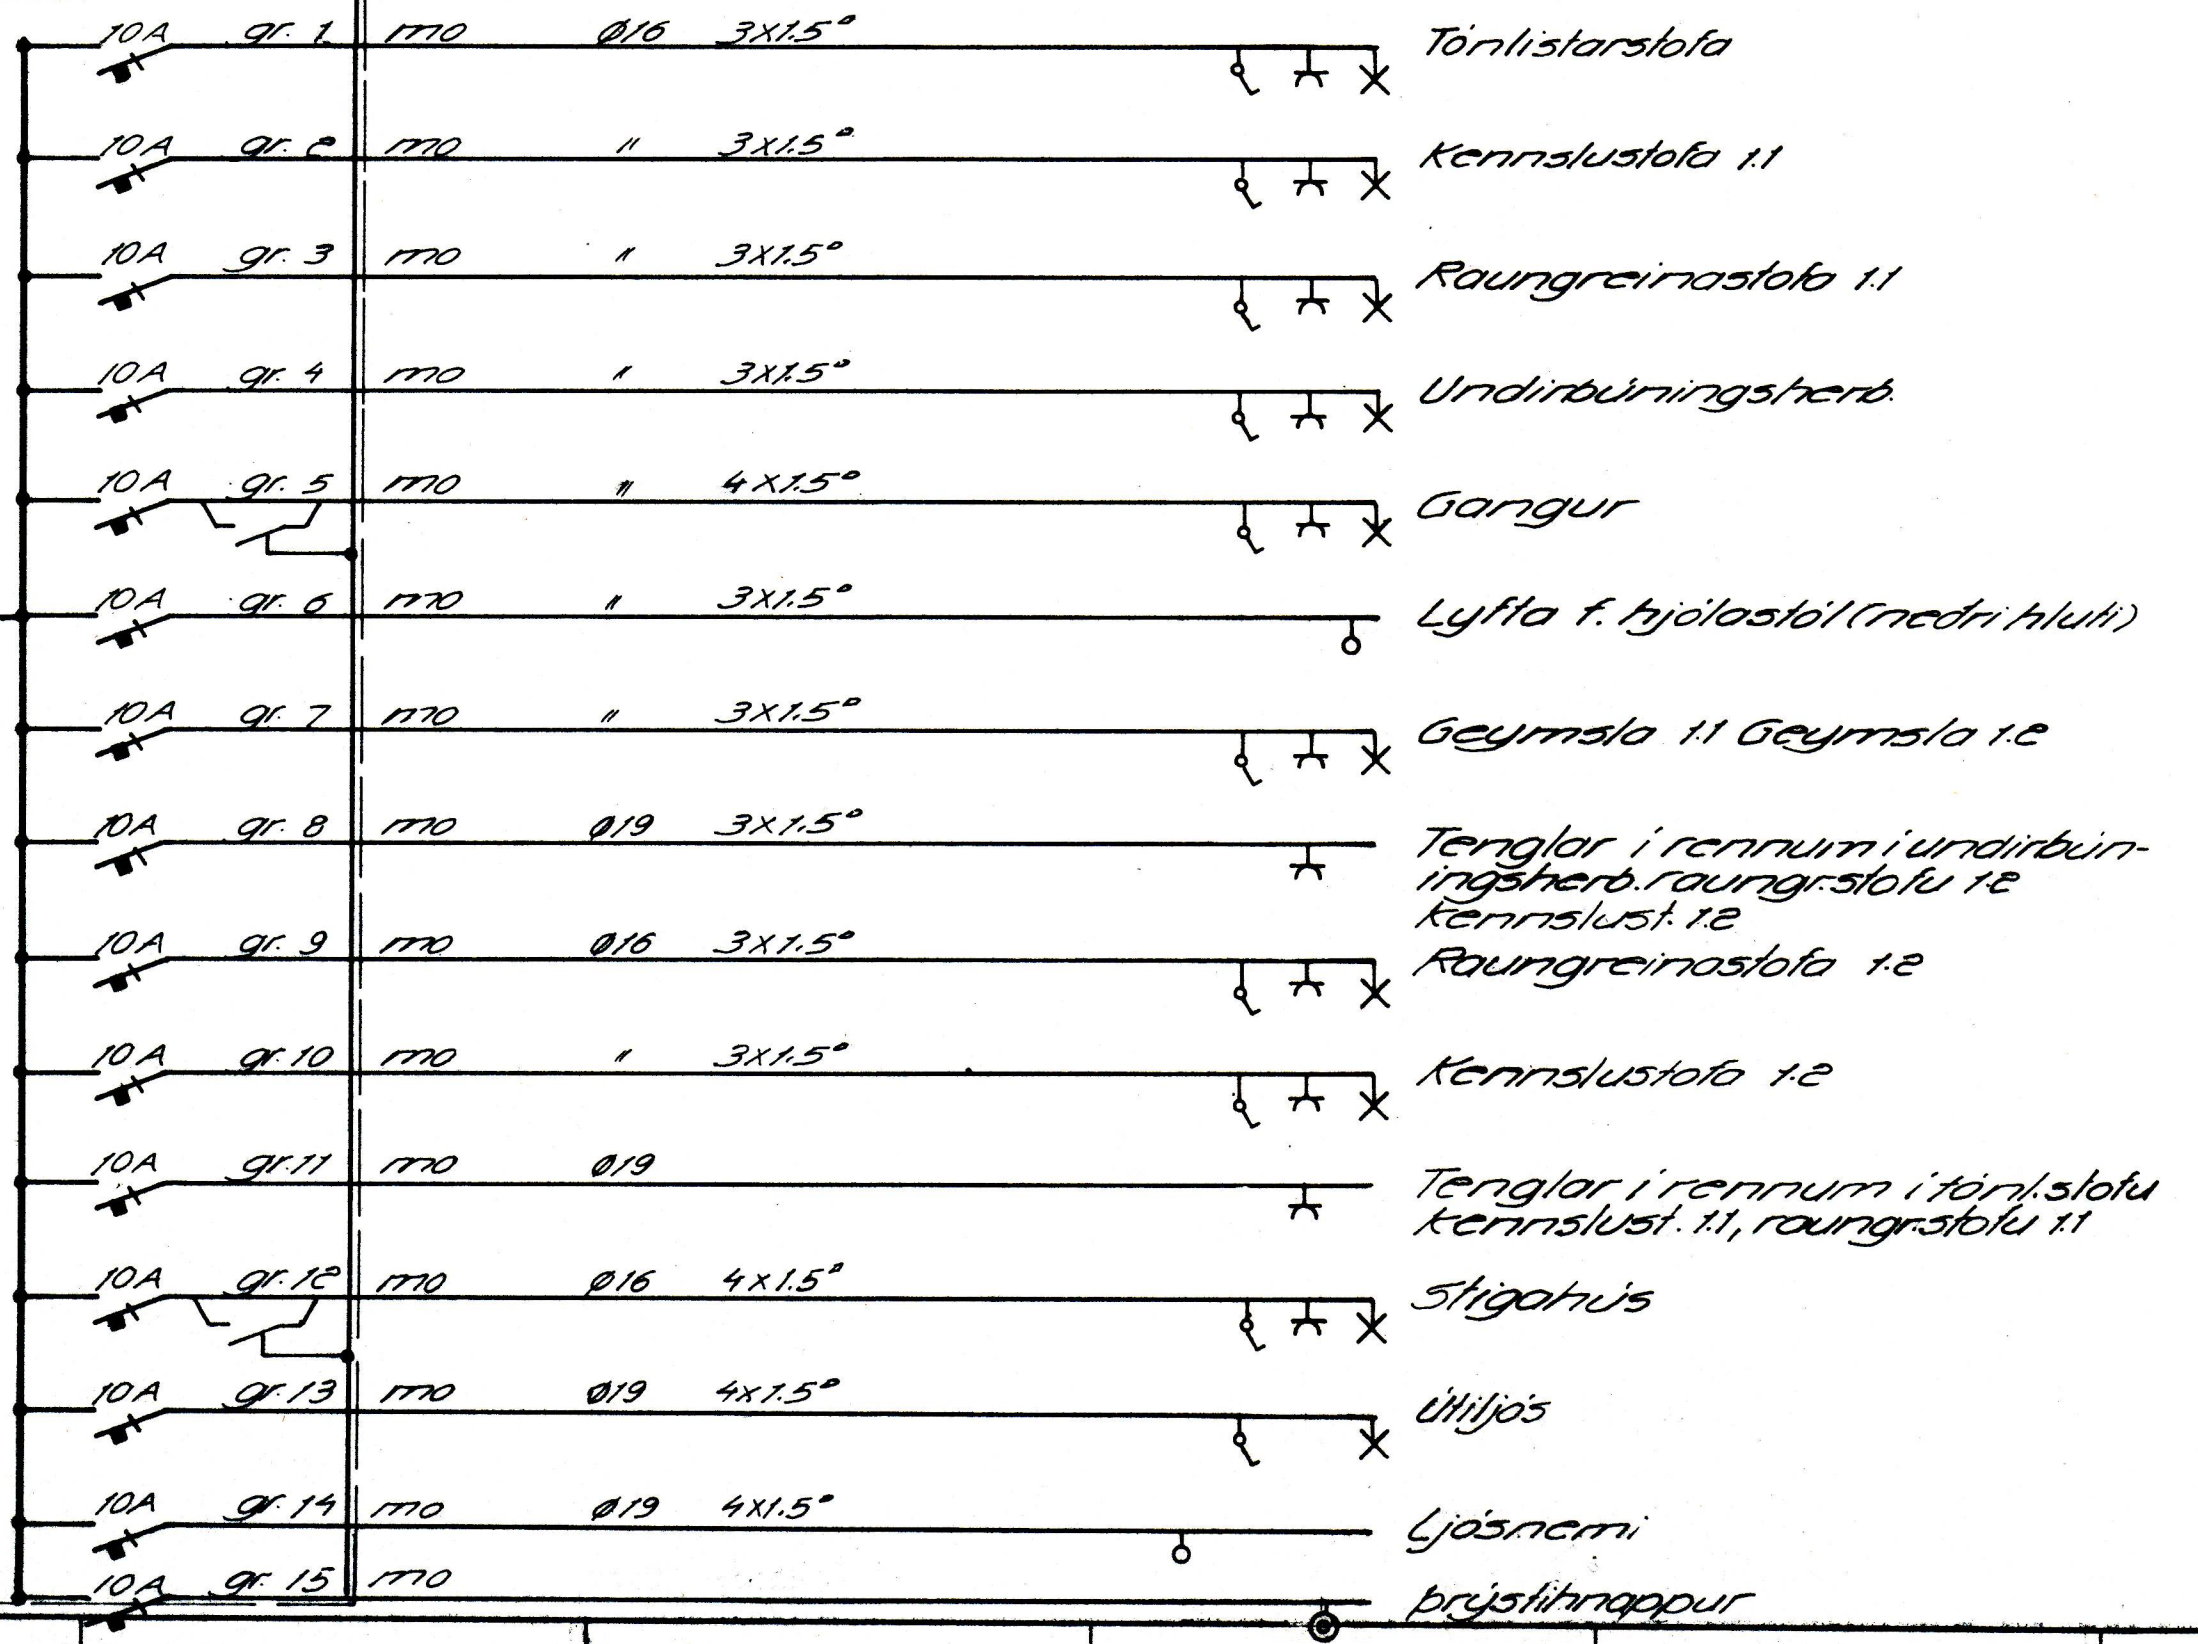 10A gr. 1 mo ø16 3x1.5▫ Tónlistarstofa
10A gr. 2 mo " 3x1.5▫ Kennslustofa 1.1
10A gr. 3 mo " 3x1.5▫ Raungreinastofa 1.1
10A gr. 4 mo " 3x1.5▫ Undirbúningsherb.
10A gr. 5 mo " 4x1.5▫ Gangur
10A gr. 6 mo " 3x1.5▫ Lyfta f. hjólastól (neðri hluti)
10A gr. 7 mo " 3x1.5▫ Geymsla 1.1 Geymsla 1.2
10A gr. 8 mo ø19 3x1.5▫ Tenglar í rennum í undirbún-
ingsherb. raungr.stofu 1.2
kennslust. 1.2
10A gr. 9 mo ø16 3x1.5▫ Raungreinastofa 1.2
10A gr. 10 mo " 3x1.5▫ Kennslustofa 1.2
10A gr. 11 mo ø19 Tenglar í rennum í tónl.stofu
kennslust. 1.1, raungr.stofu 1.1
10A gr. 12 mo ø16 4x1.5▫ Stigahús
10A gr. 13 mo ø19 4x1.5▫ Útiljós
10A gr. 14 mo ø19 4x1.5▫ Ljósnemi
10A gr. 15 mo þrýstihnappur